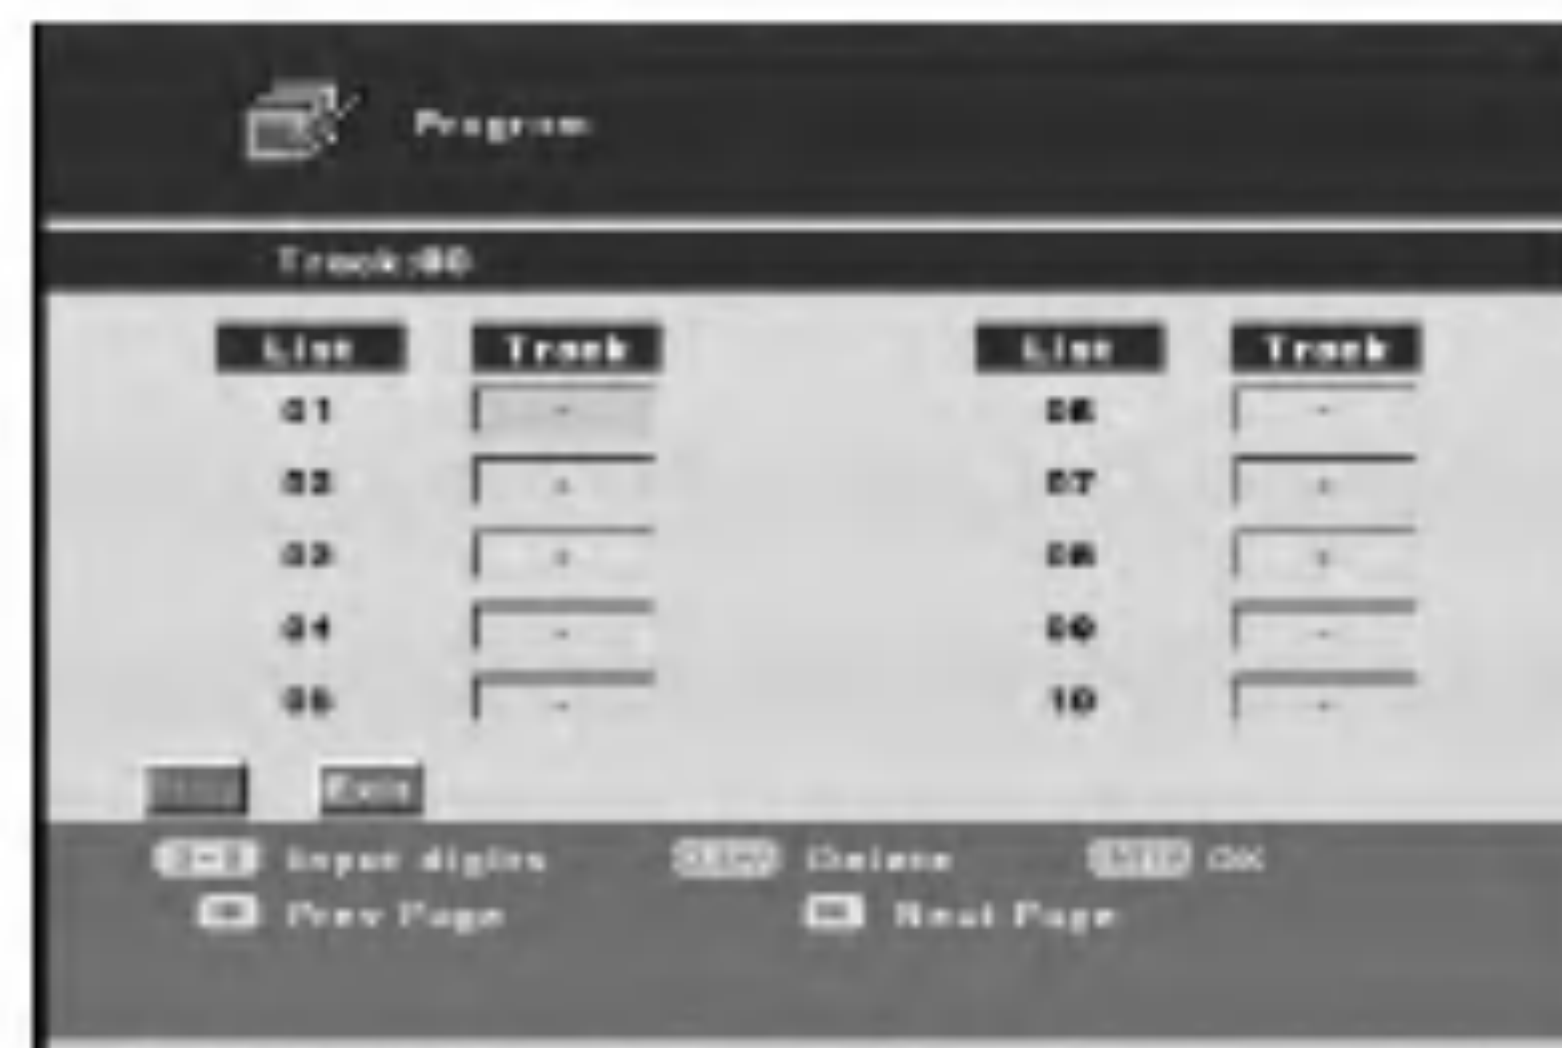 Program
Track:00
List Track List Track
01 - 06 -
02 - 07 -
03 - 08 -
04 - 09 -
05 - 10 -
Exit
Input digits Delete OK
Prev Page Next Page